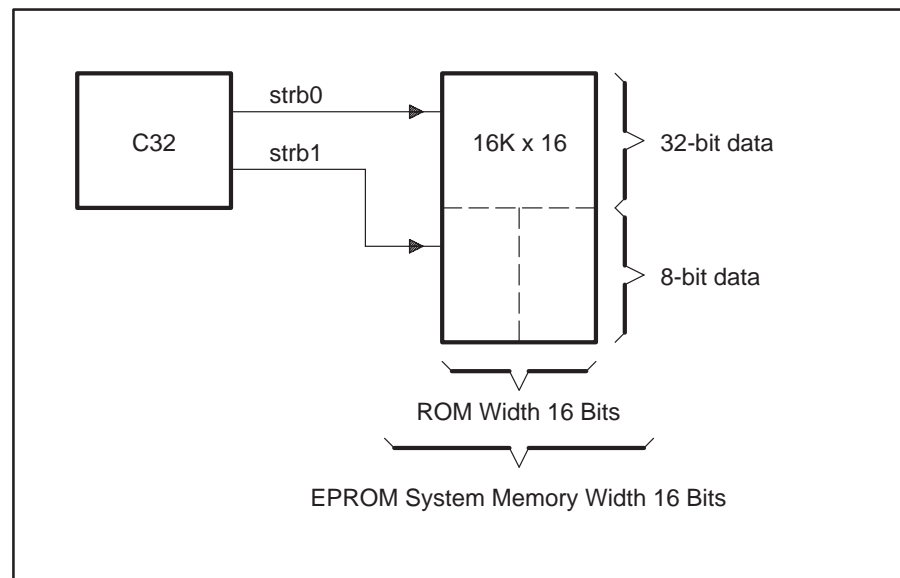 strb0
C32
strb1
16K x 16
32-bit data
8-bit data
ROM Width 16 Bits
EPROM System Memory Width 16 Bits